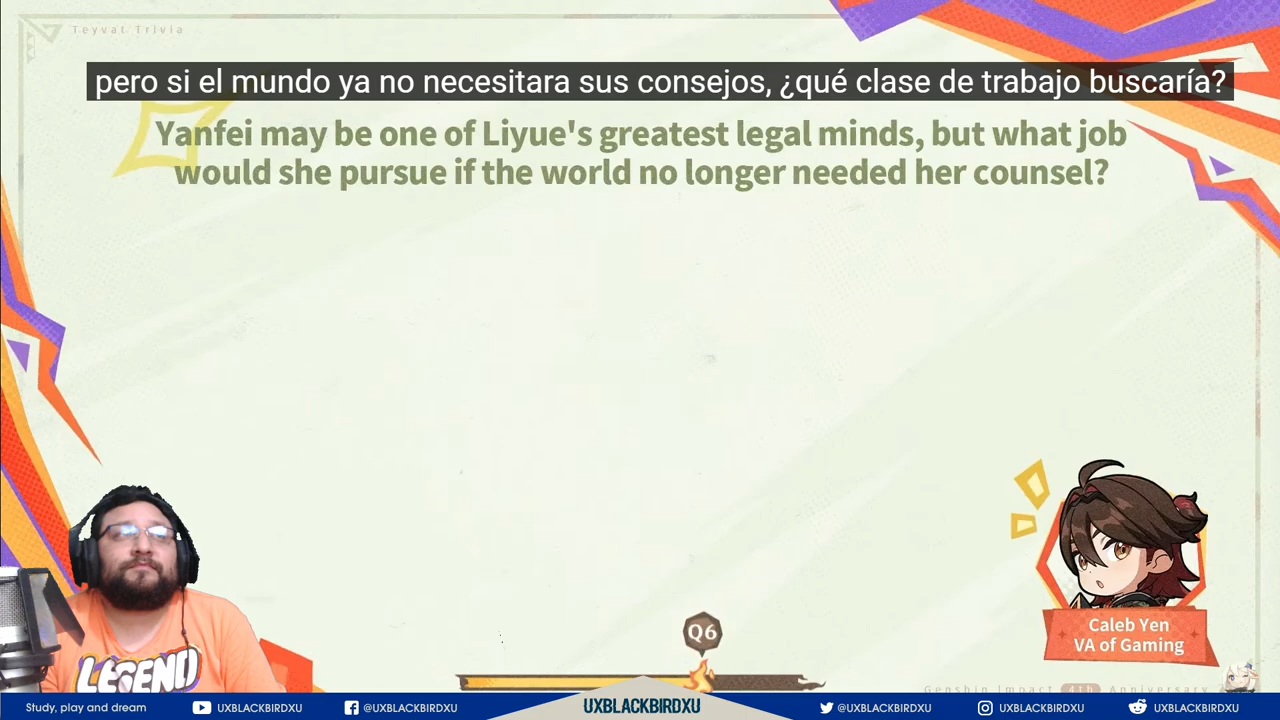 Teyvat Trivia
pero si el mundo ya no necesitara sus consejos, ¿qué clase de trabajo buscaría?
Yanfei may be one of Liyue's greatest legal minds, but what job
would she pursue if the world no longer needed her counsel?
LEGEND
Q6
Caleb Yen
VA of Gaming
Genshin Impact 4th Anniversary
Study, play and dream
UXBLACKBIRDXU
@UXBLACKBIRDXU
UXBLACKBIRDXU
@UXBLACKBIRDXU
UXBLACKBIRDXU
UXBLACKBIRDXU